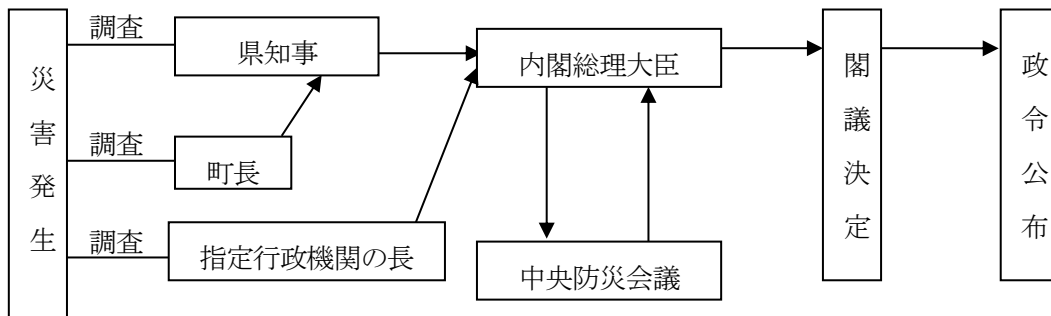 災害発生
調査
県知事
調査
町長
調査
指定行政機関の長
内閣総理大臣
中央防災会議
閣議決定
政令公布